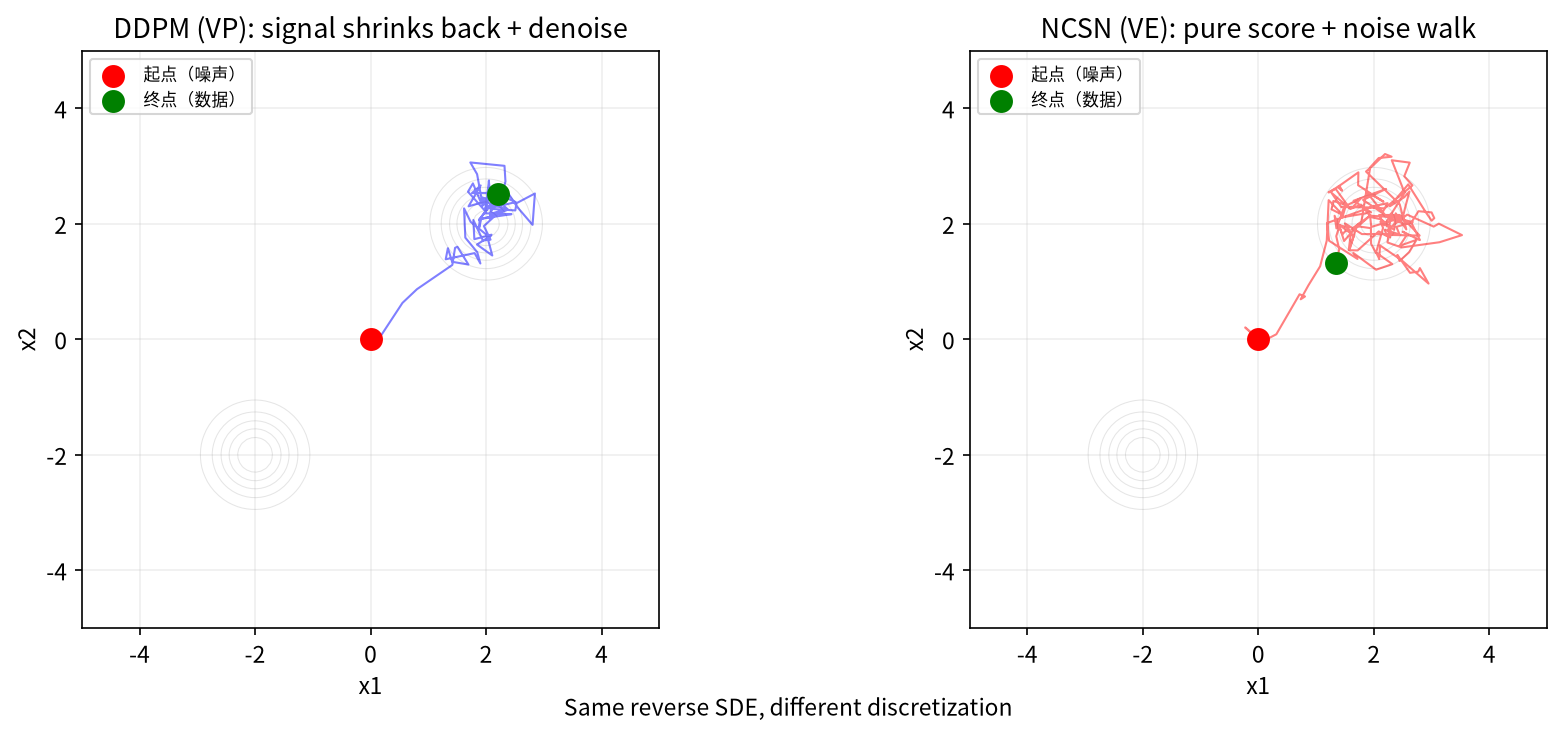 DDPM (VP): signal shrinks back + denoise
起点（噪声）
终点（数据）
4
2
0
-2
-4
x2
-4 -2 0 2 4
x1
NCSN (VE): pure score + noise walk
起点（噪声）
终点（数据）
4
2
0
-2
-4
x2
-4 -2 0 2 4
x1
Same reverse SDE, different discretization